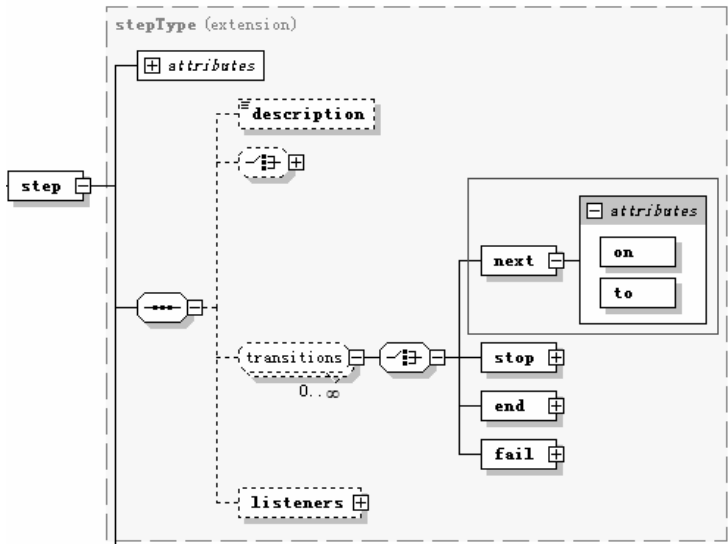 stepType (extension)
attributes
description
step
attributes
next
on
to
transitions
stop
0..∞
end
fail
listeners